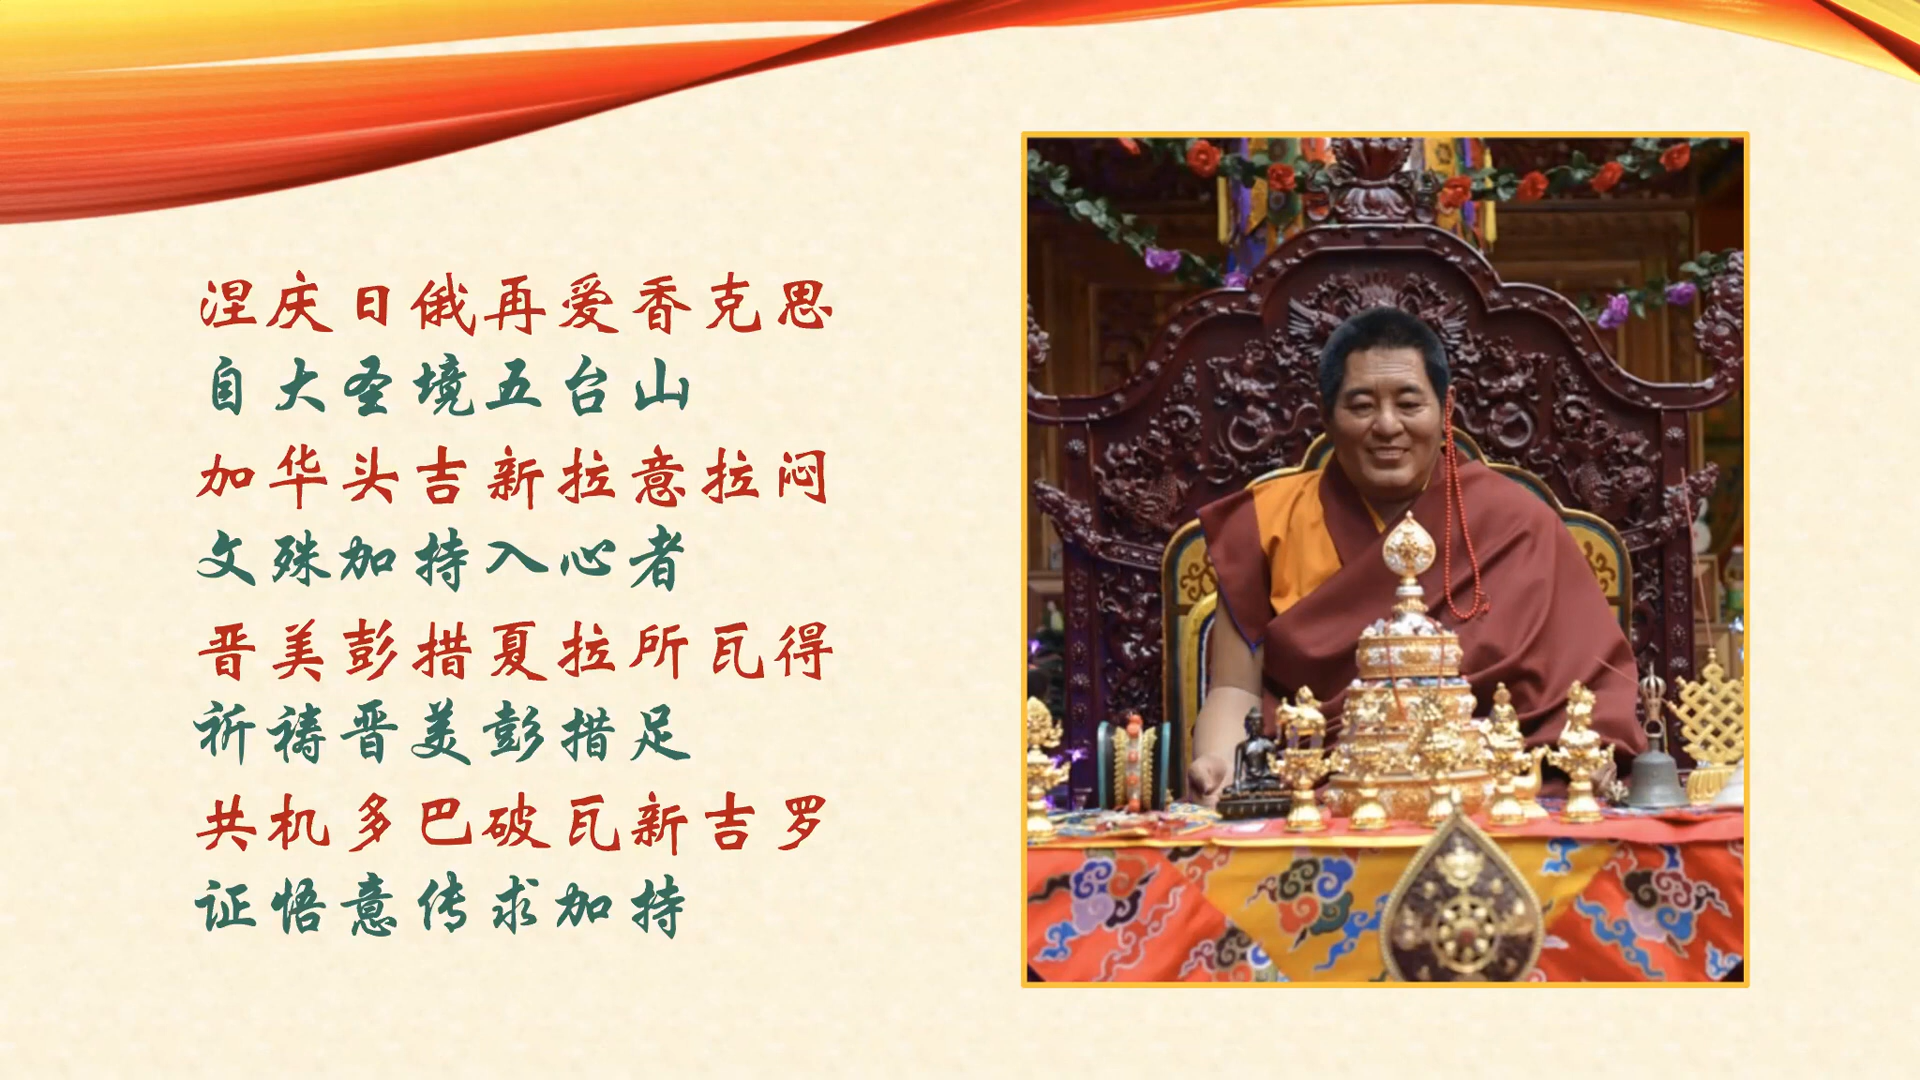 涅庆日俄再爱香克思
自大圣境五台山
加华头吉新拉意拉闷
文殊加持入心者
晋美彭措夏拉所瓦得
祈祷晋美彭措足
共机多巴破瓦新吉罗
证悟意传求加持